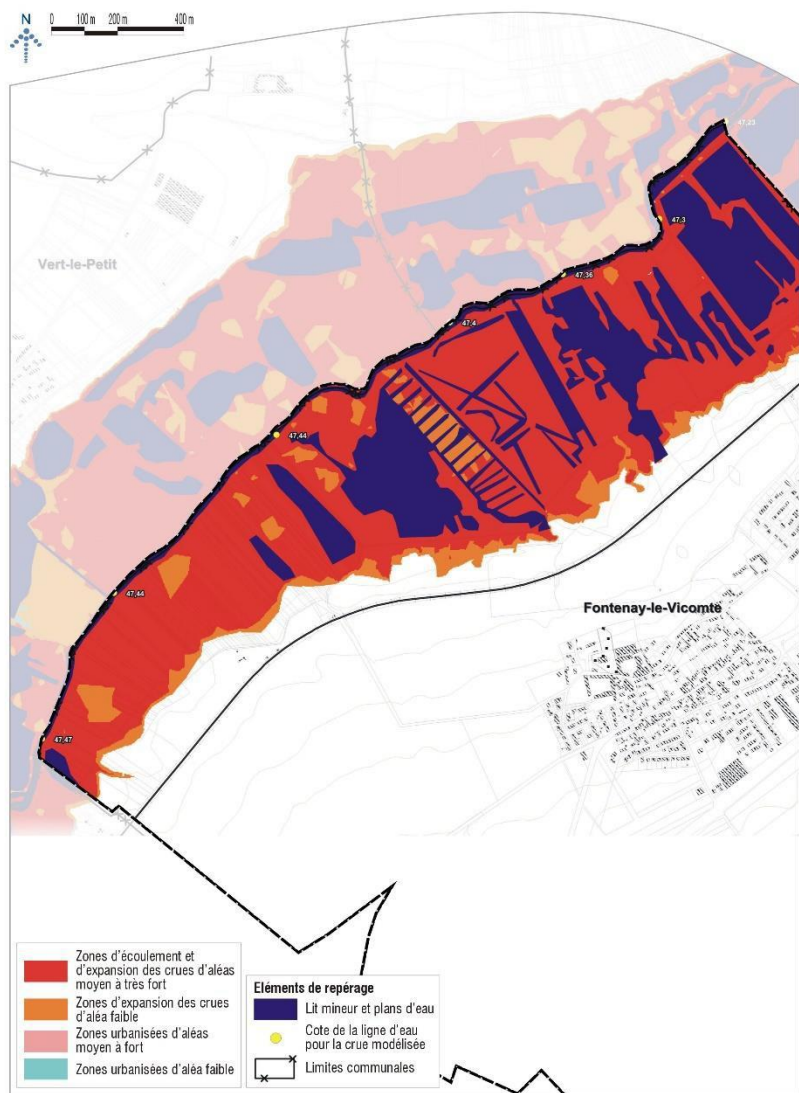 N
0 100 m 200 m 400 m
47,23
47,3
Vert-le-Petit
47,36
47,4
47,44
47,44
Fontenay-le-Vicomte
47,47
Zones d'écoulement et
d'expansion des crues d'aléas
moyen à très fort
Zones d'expansion des crues
d'aléa faible
Zones urbanisées d'aléas
moyen à fort
Zones urbanisées d'aléa faible
Eléments de repérage
Lit mineur et plans d'eau
Cote de la ligne d'eau
pour la crue modélisée
Limites communales